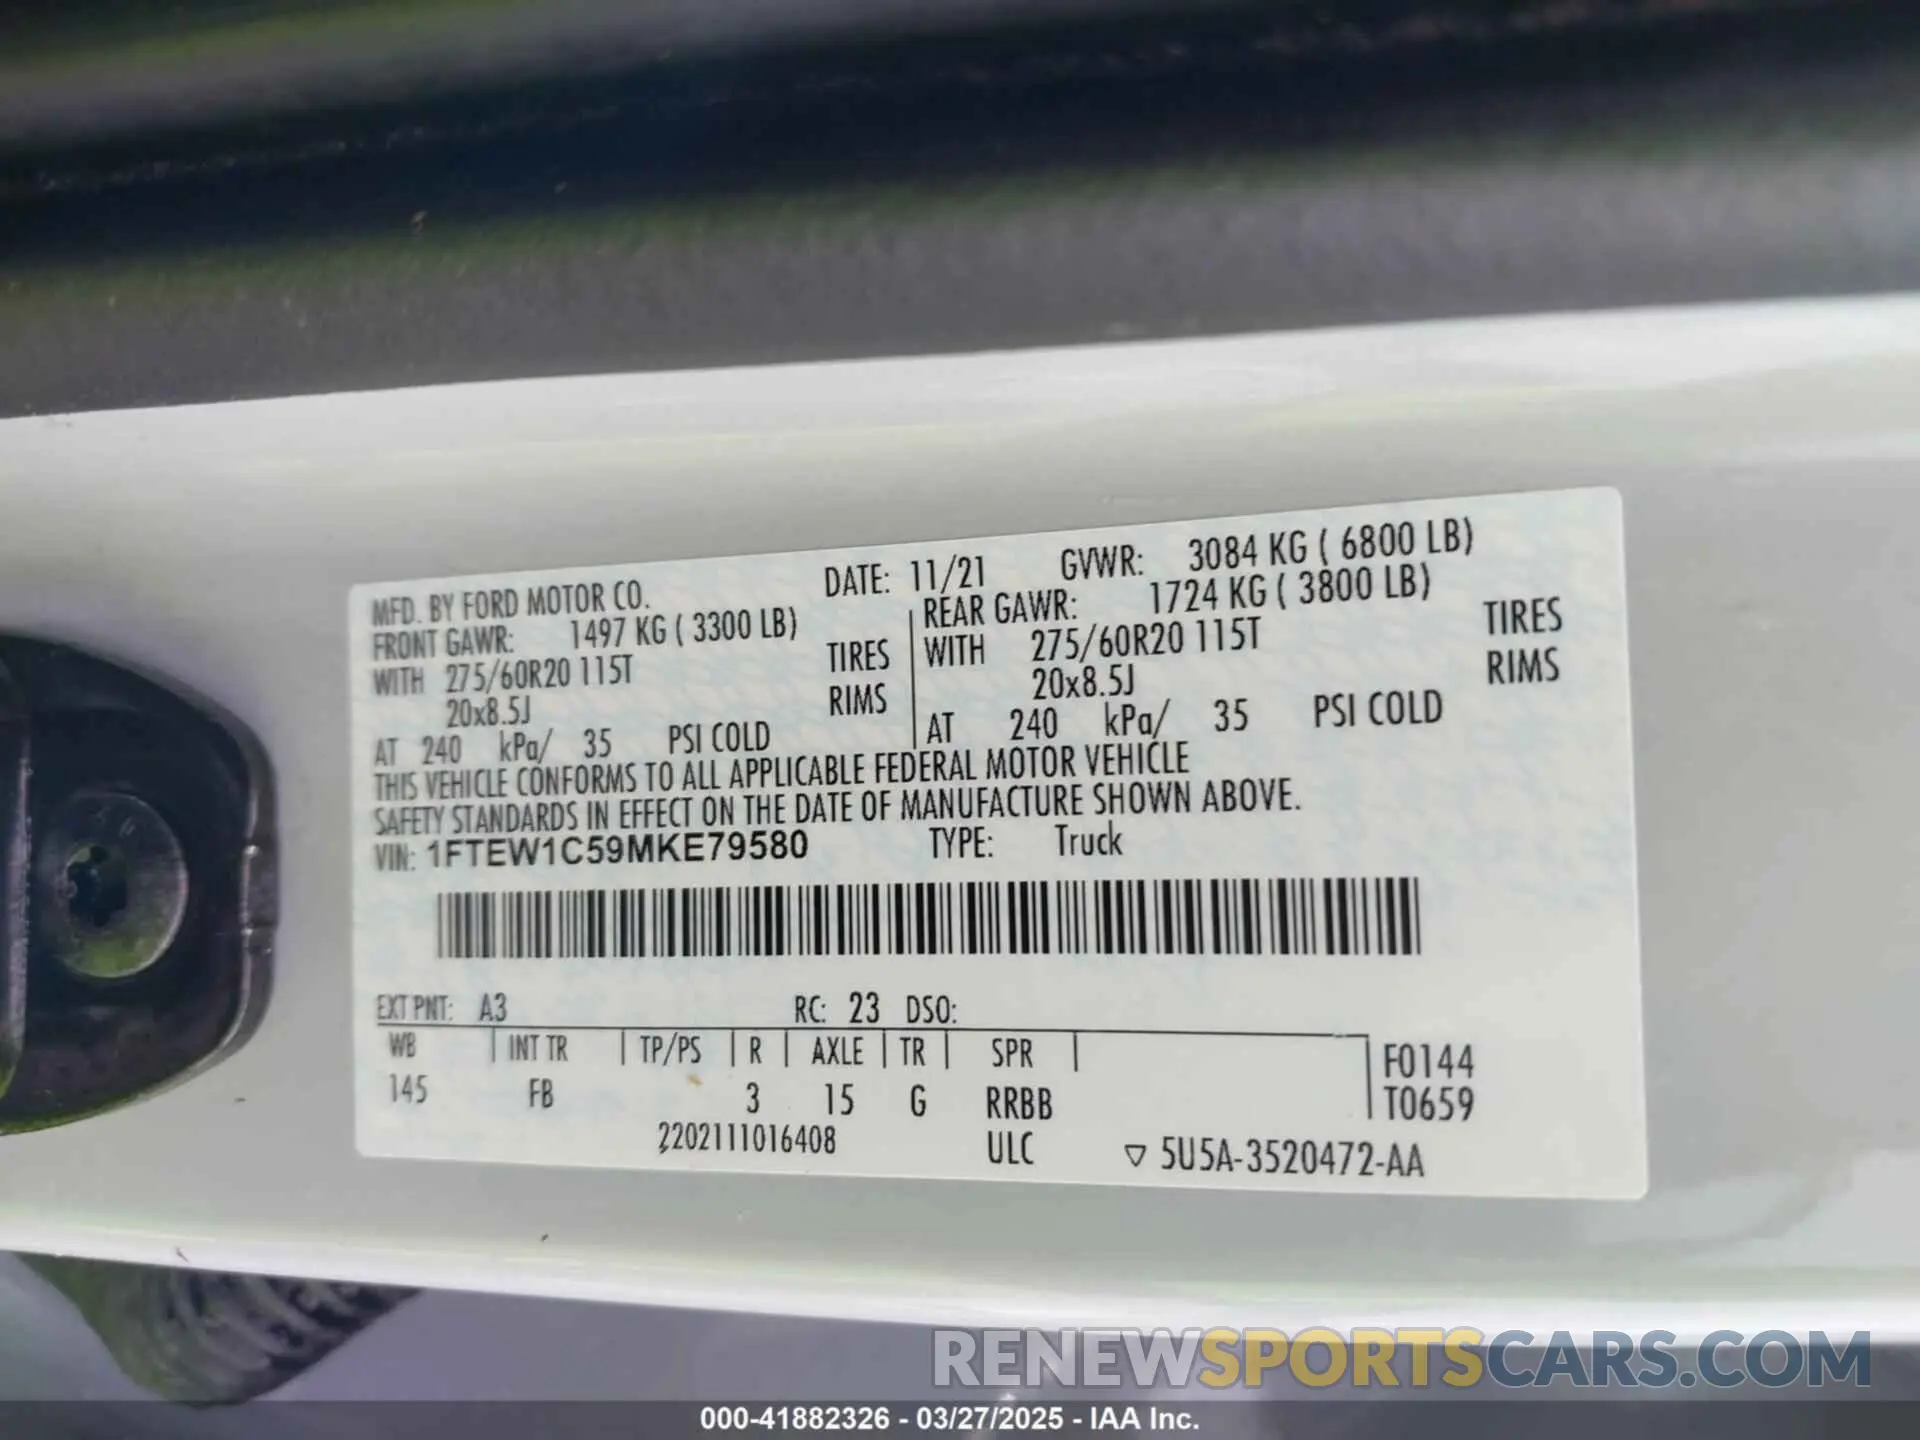 MFD. BY FORD MOTOR CO. DATE: 11/21 GVWR: 3084 KG ( 6800 LB)
FRONT GAWR: 1497 KG ( 3300 LB) REAR GAWR: 1724 KG ( 3800 LB)
WITH 275/60R20 115T TIRES WITH 275/60R20 115T TIRES
20x8.5J RIMS 20x8.5J RIMS
AT 240 kPa/ 35 PSI COLD AT 240 kPa/ 35 PSI COLD
THIS VEHICLE CONFORMS TO ALL APPLICABLE FEDERAL MOTOR VEHICLE
SAFETY STANDARDS IN EFFECT ON THE DATE OF MANUFACTURE SHOWN ABOVE.
VIN: 1FTEW1C59MKE79580 TYPE: Truck
EXT PNT: A3 RC: 23 DSO:
WB INT TR TP/PS R AXLE TR SPR F0144
145 FB 3 15 G RRBB T0659
2202111016408 ULC ▽ 5U5A-3520472-AA
RENEWSPORTSCARS.COM
000-41882326 - 03/27/2025 - IAA Inc.